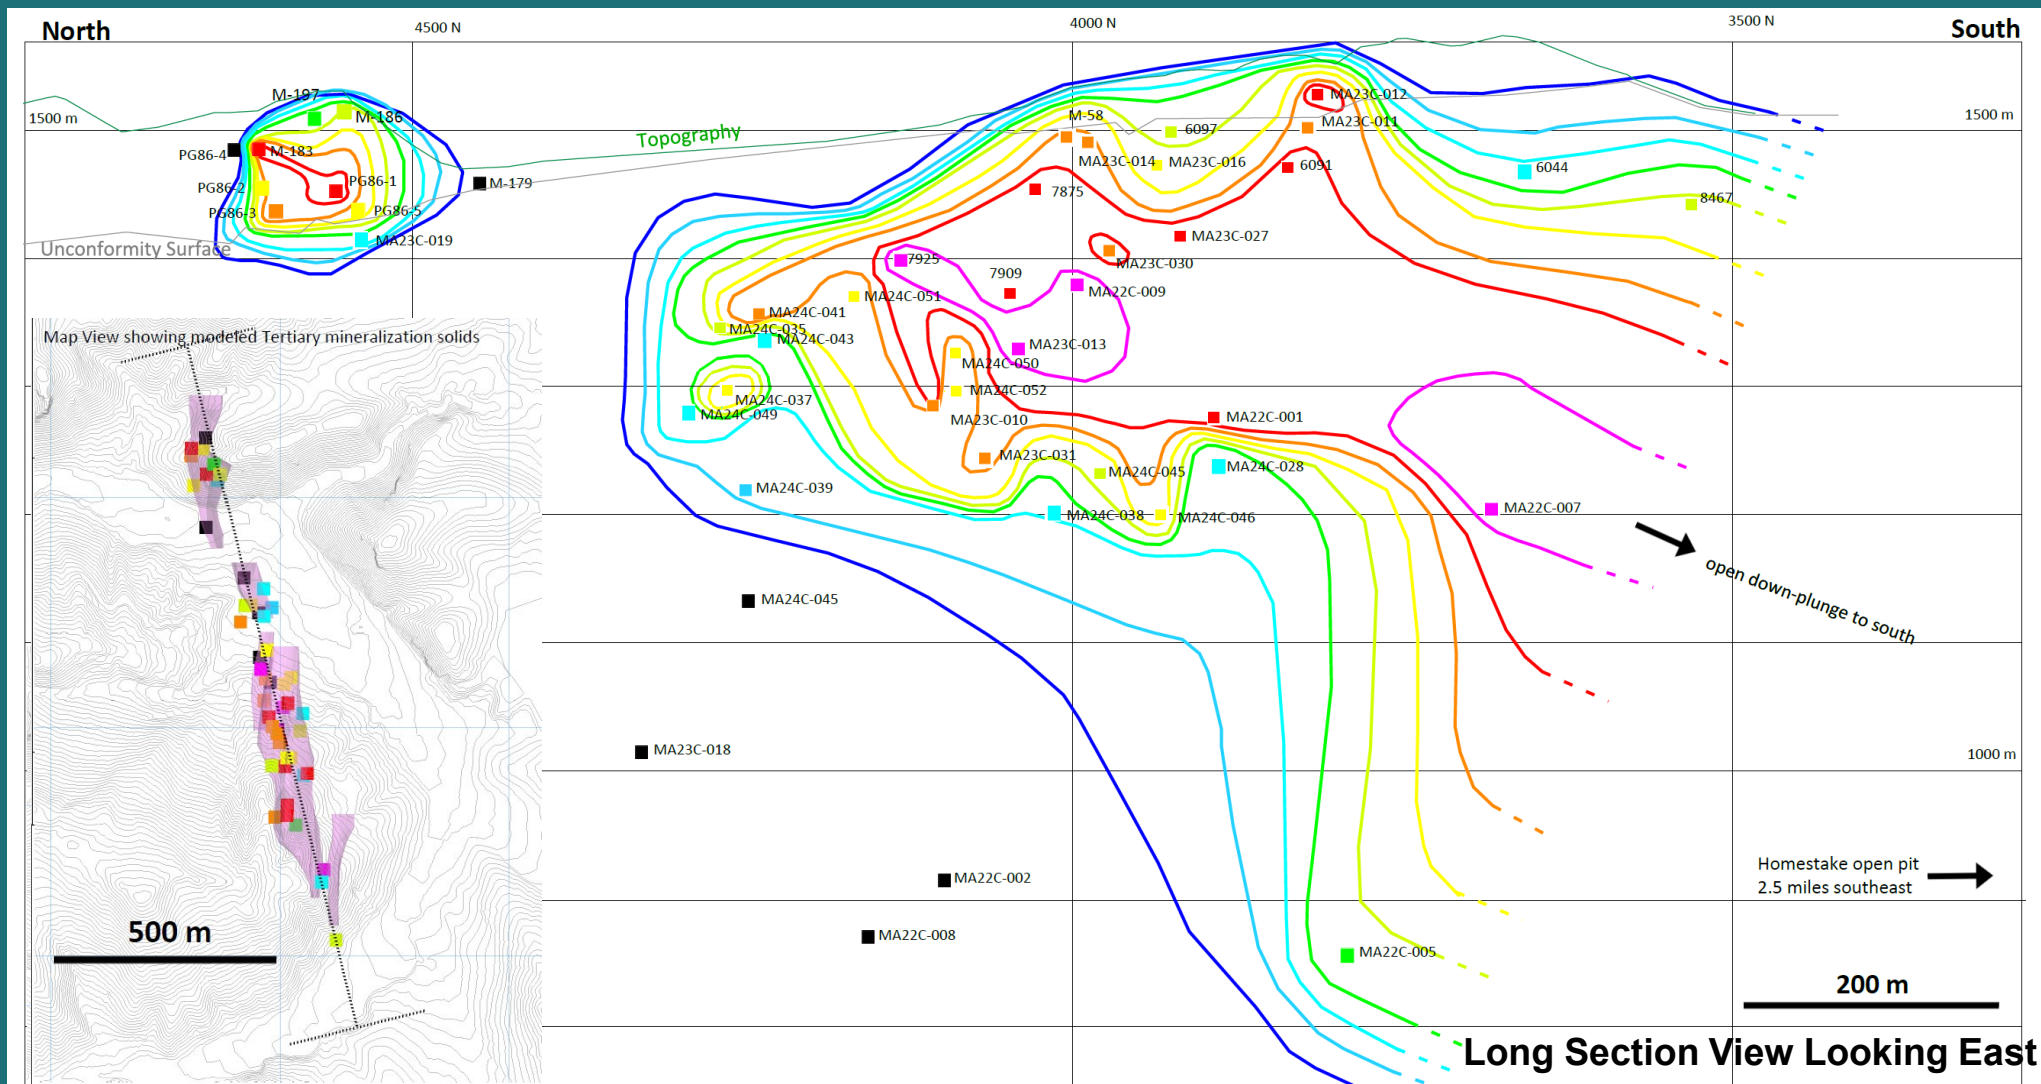 North
4500 N
4000 N
3500 N
South
1500 m
1500 m
M-197
M-186
PG86-4
M-183
PG86-2
PG86-1
PG86-3
PG86-5
MA23C-019
M-179
Unconformity Surface
Topography
M-58
6097
MA23C-012
MA23C-011
MA23C-014
MA23C-016
6091
7875
6044
8467
MA23C-027
MA23C-030
7925
7909
MA22C-009
MA24C-051
MA24C-041
MA24C-035
MA24C-043
MA23C-013
MA24C-050
MA24C-052
MA24C-037
MA24C-049
MA23C-010
MA22C-001
MA23C-031
MA24C-045
MA24C-028
MA24C-039
MA24C-038
MA24C-046
MA22C-007
open down-plunge to south
MA24C-045
MA23C-018
1000 m
MA22C-002
MA22C-008
MA22C-005
Homestake open pit
2.5 miles southeast
200 m
Long Section View Looking East
Map View showing modeled Tertiary mineralization solids
500 m